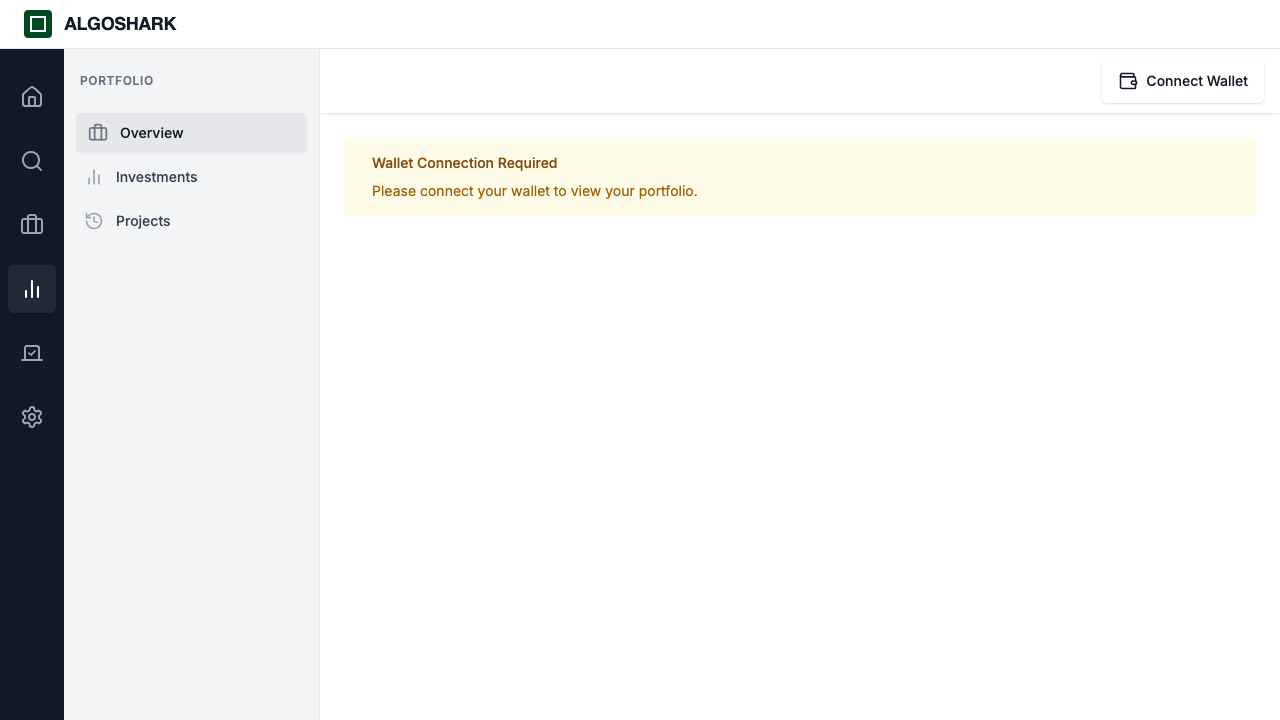 ALGOSHARK
PORTFOLIO
Overview
Investments
Projects
Connect Wallet
Wallet Connection Required
Please connect your wallet to view your portfolio.